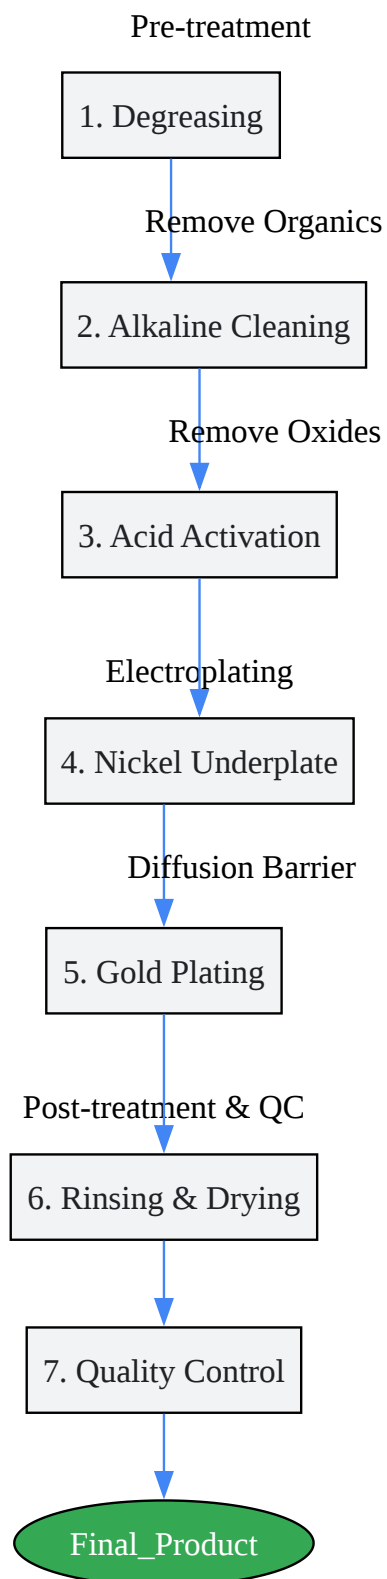 Pre-treatment
1. Degreasing
Remove Organics
2. Alkaline Cleaning
Remove Oxides
3. Acid Activation
Electroplating
4. Nickel Underplate
Diffusion Barrier
5. Gold Plating
Post-treatment & QC
6. Rinsing & Drying
7. Quality Control
Final_Product